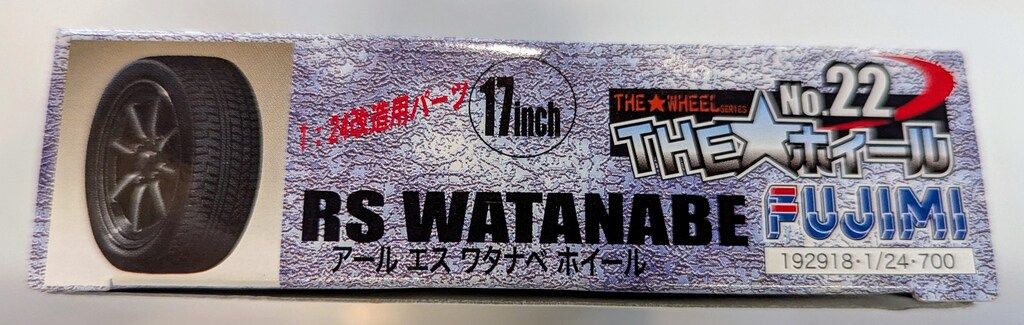 1：24改造用パーツ
17inch
THE★WHEEL SERIES
No.22
THE★ホイール
RS WATANABE
アール エス ワタナベ ホイール
FUJIMI
192918・1/24・700